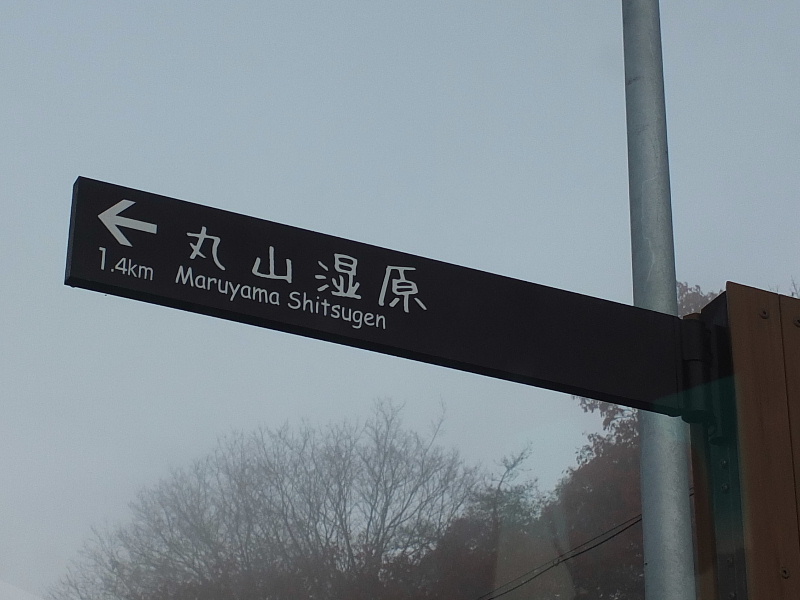 ← 丸山湿原
1.4km Maruyama Shitsugen